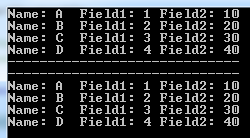 Name: A  Field1: 1 Field2: 10
Name: B  Field1: 2 Field2: 20
Name: C  Field1: 3 Field2: 30
Name: D  Field1: 4 Field2: 40
------------------------------
------------------------------
Name: A  Field1: 1 Field2: 10
Name: B  Field1: 2 Field2: 20
Name: C  Field1: 3 Field2: 30
Name: D  Field1: 4 Field2: 40